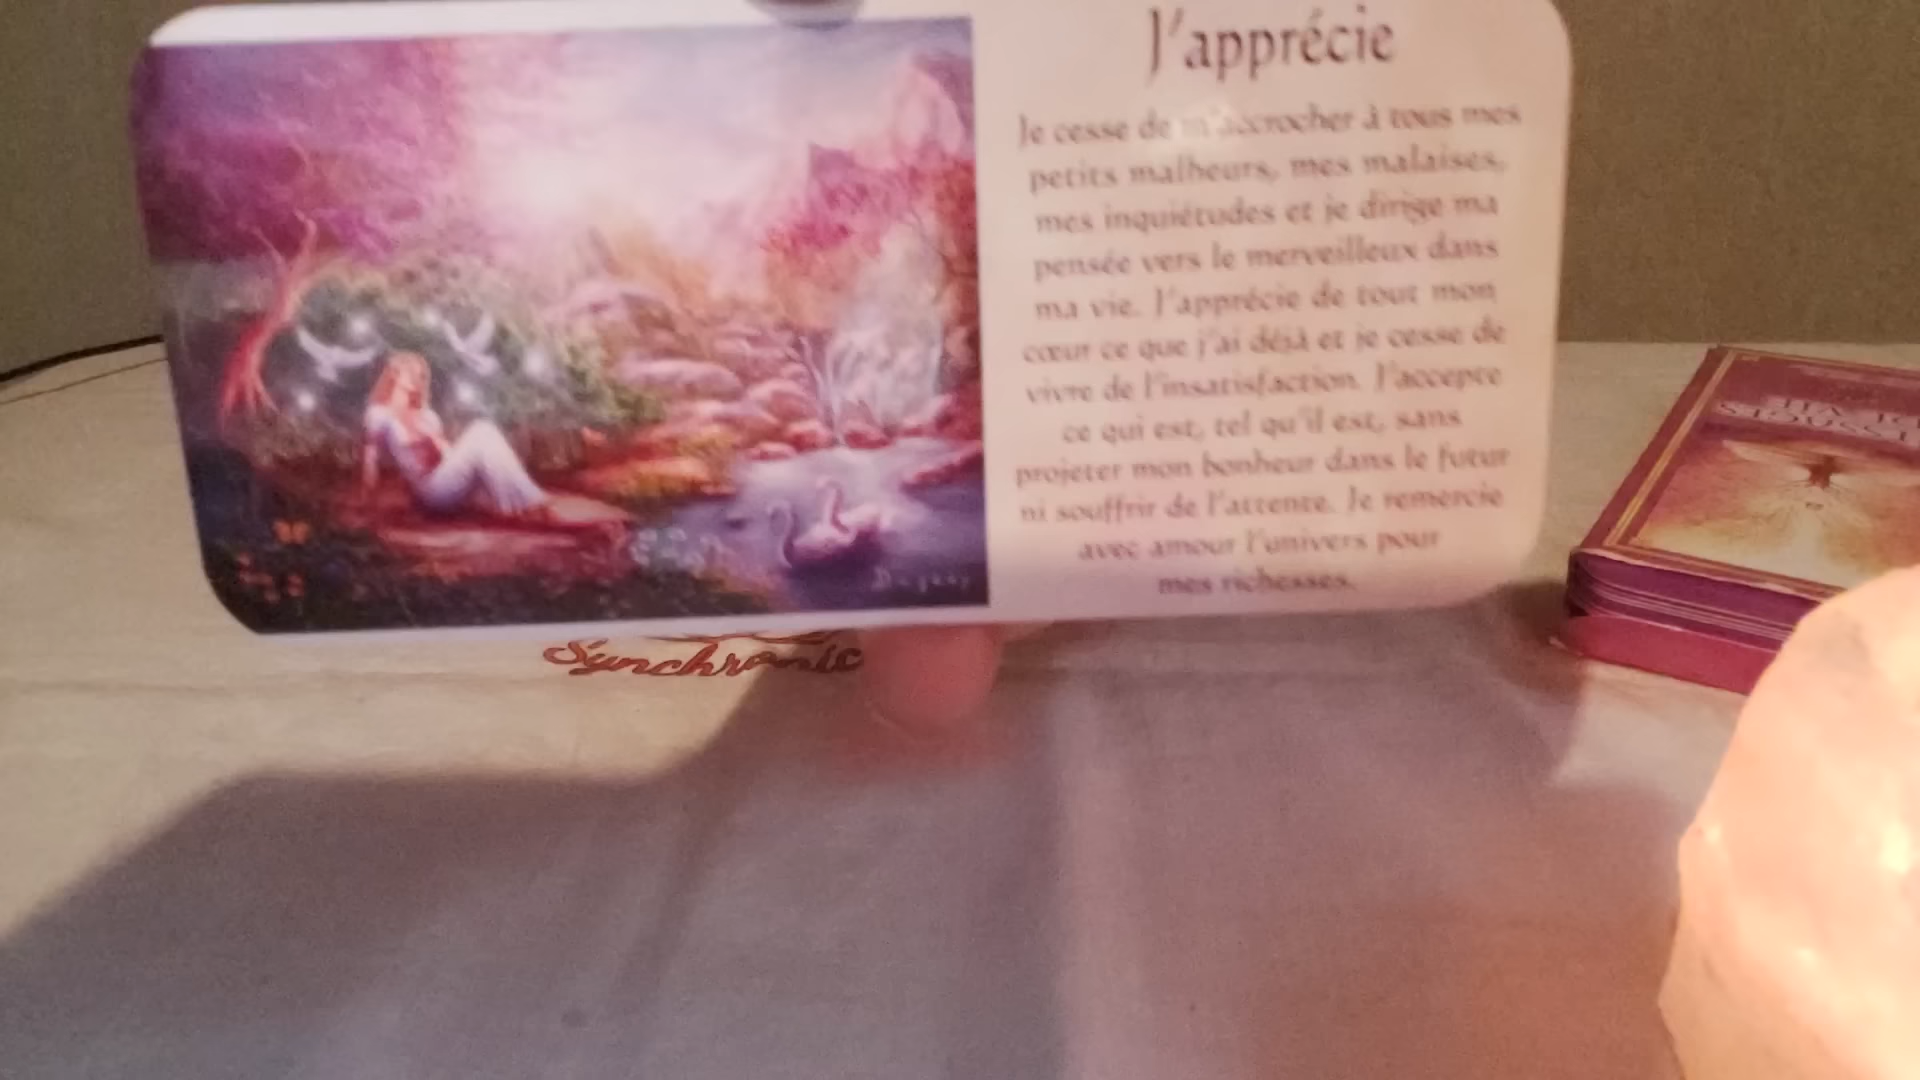 J'apprécie
Je cesse de m'accrocher à tous mes
petits malheurs, mes malaises,
mes inquiétudes et je dirige ma
pensée vers le merveilleux dans
ma vie. J'apprécie de tout mon
cœur ce que j'ai déjà et je cesse de
vivre de l'insatisfaction. J'accepte
ce qui est, tel qu'il est, sans
projeter mon bonheur dans le futur
ni souffrir de l'attente. Je remercie
avec amour l'univers pour
mes richesses.
Synchronic